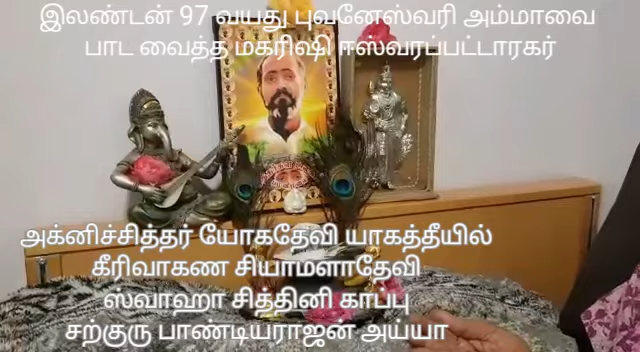 இலண்டன் 97 வயது புவனேஸ்வரி அம்மாவை
பாட வைத்த மகரிஷி ஈஸ்வரப்பட்டாரகர்
அக்னிச்சித்தர் யோகதேவி யாகத்தீயில்
கீரிவாகண சியாமளாதேவி
ஸ்வாஹா சித்தினி காப்பு
சற்குரு பாண்டியராஜன் அய்யா